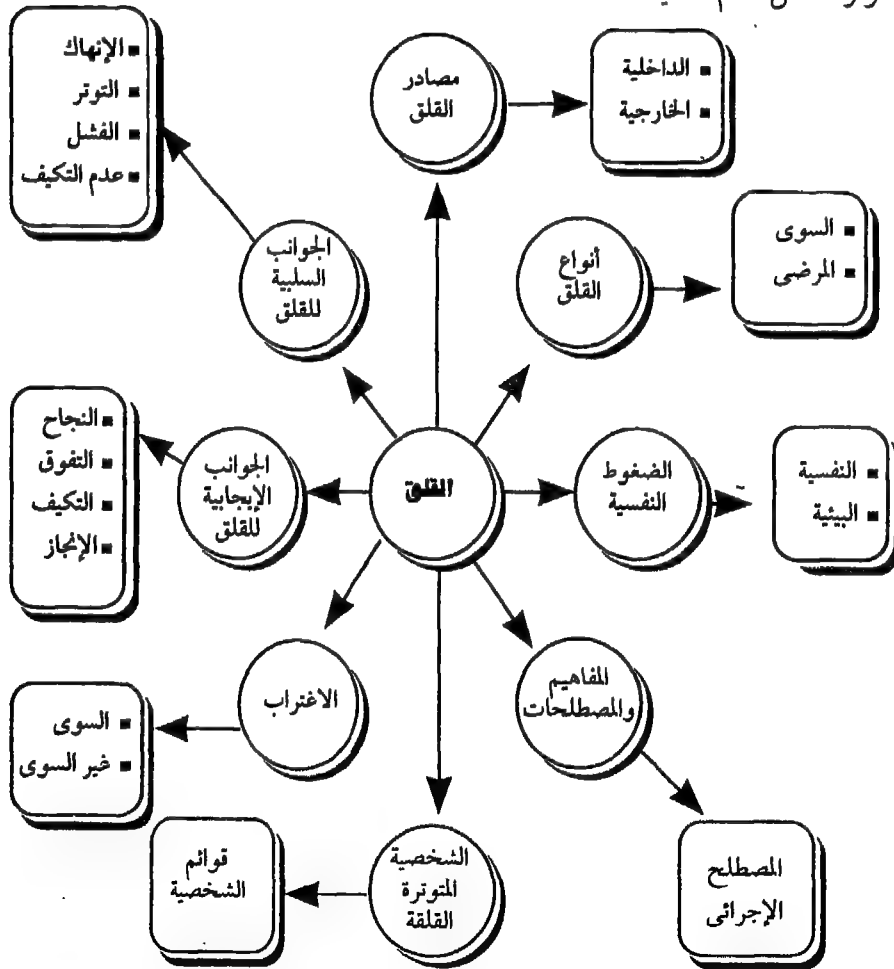 مصادر
القلق
▪ الداخلية
▪ الخارجية
أنواع
القلق
▪ السوى
▪ المرضى
الضغوط
النفسية
▪ النفسية
▪ البيئية
المفاهيم
والمصطلحات
المصطلح
الإجرائى
الشخصية
المتوترة
القلقة
قوائم
الشخصية
الاغتراب
▪ السوى
▪ غير السوى
الجوانب
الإيجابية
للقلق
▪ النجاح
▪ التفوق
▪ التكيف
▪ الإنجاز
الجوانب
السلبية
للقلق
▪ الإنهاك
▪ التوتر
▪ الفشل
▪ عدم التكيف
القلق